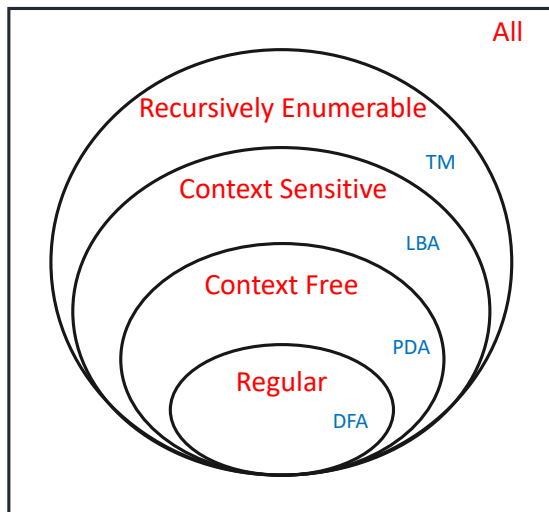 All
Recursively Enumerable
TM
Context Sensitive
LBA
Context Free
PDA
Regular
DFA